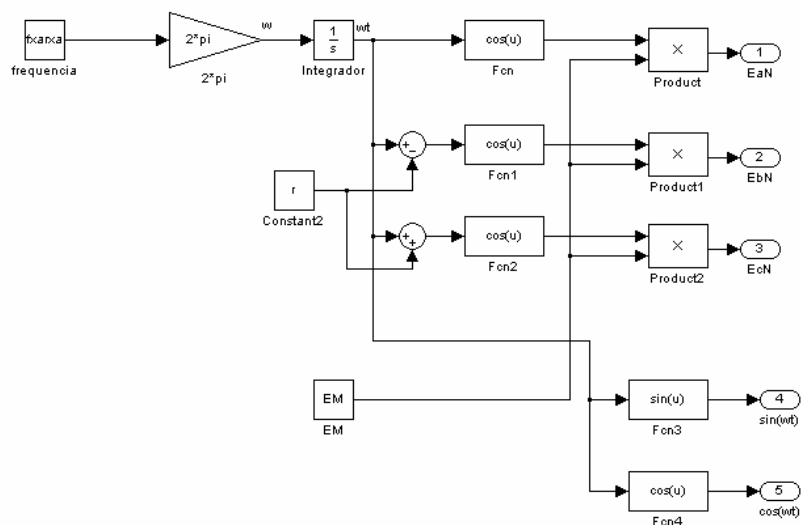 fxarxa
frequencia
2*pi
2*pi
w
1
s
Integrador
wt
cos(u)
Fcn
×
Product
1
EaN
+
−
cos(u)
Fcn1
×
Product1
2
EbN
r
Constant2
+
+
cos(u)
Fcn2
×
Product2
3
EcN
EM
EM
sin(u)
Fcn3
4
sin(wt)
cos(u)
Fcn4
5
cos(wt)